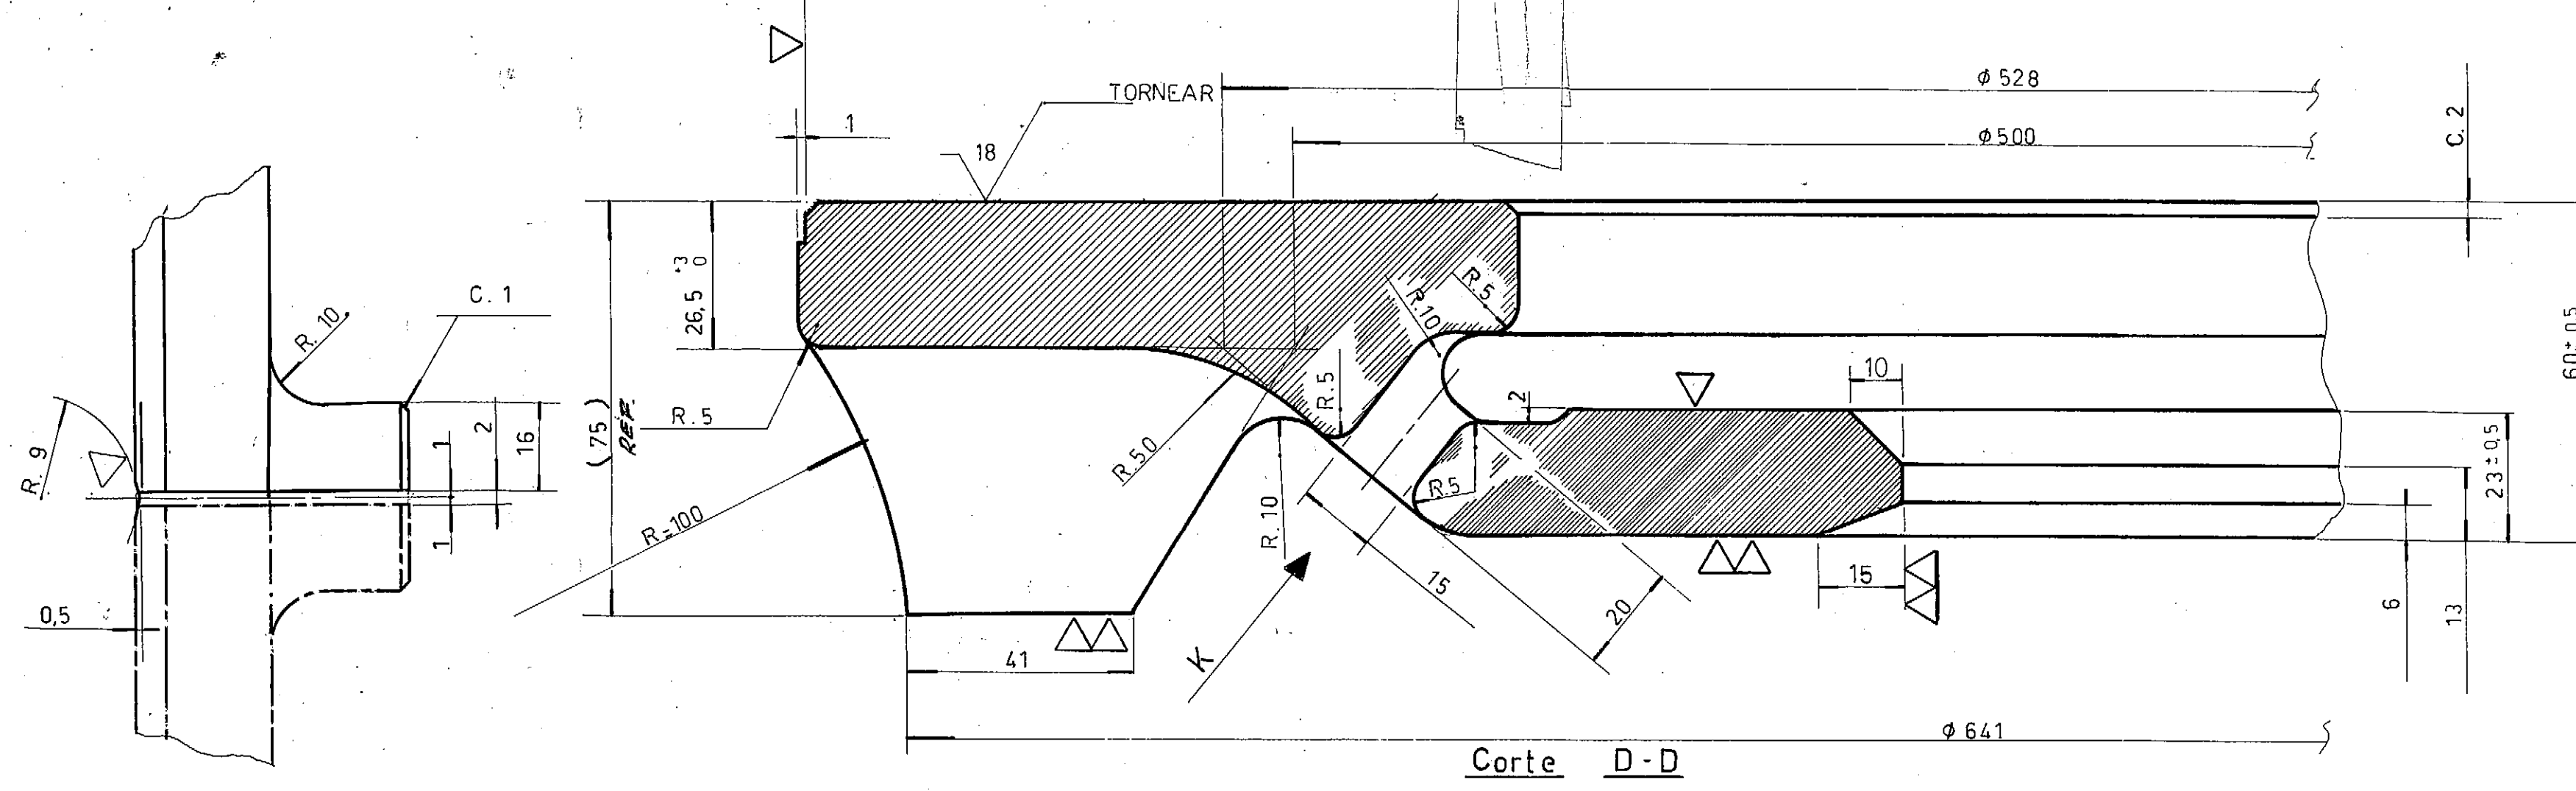 TORNEAR
ϕ 528
ϕ 500
C. 2
1
18
26,5 +3 0
(75)
REF.
C. 1
R. 10
R. 9
0,5
1
2
16
1
R. 5
R=100
R.50
R. 5
R.10
R. 5
R. 10
R.5
2
10
15
15
20
K
41
6
13
23±0,5
60±0,5
ϕ 641
Corte D-D